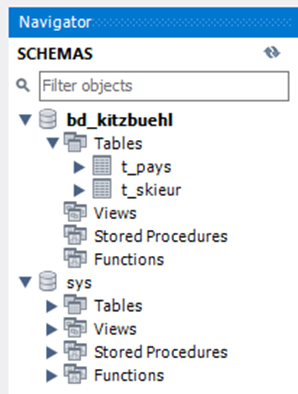 Navigator
SCHEMAS
Filter objects
bd_kitzbuehl
Tables
t_pays
t_skieur
Views
Stored Procedures
Functions
sys
Tables
Views
Stored Procedures
Functions